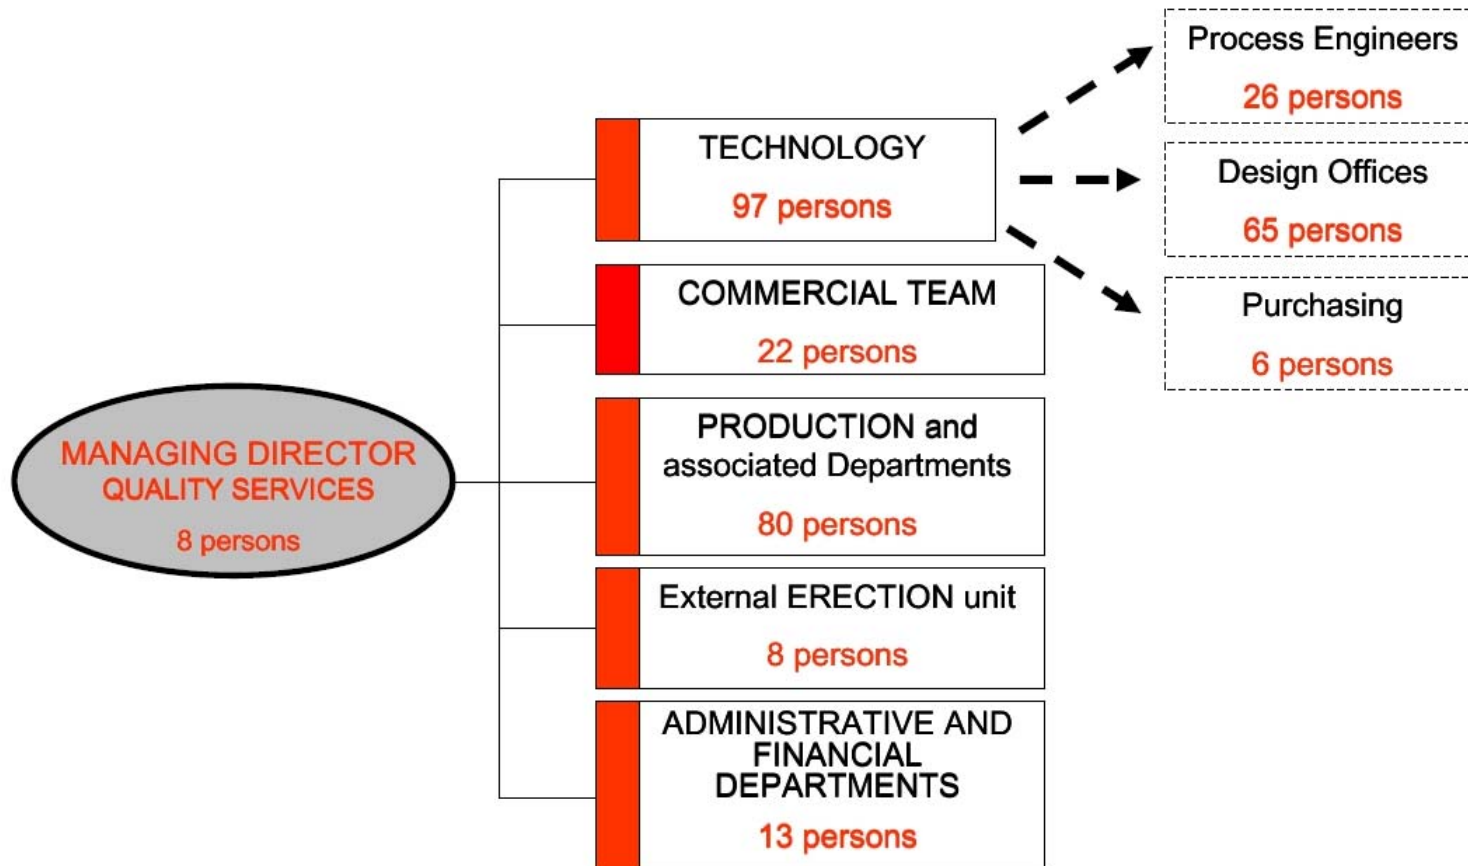 MANAGING DIRECTOR
QUALITY SERVICES
8 persons
TECHNOLOGY
97 persons
Process Engineers
26 persons
Design Offices
65 persons
Purchasing
6 persons
COMMERCIAL TEAM
22 persons
PRODUCTION and
associated Departments
80 persons
External ERECTION unit
8 persons
ADMINISTRATIVE AND
FINANCIAL
DEPARTMENTS
13 persons